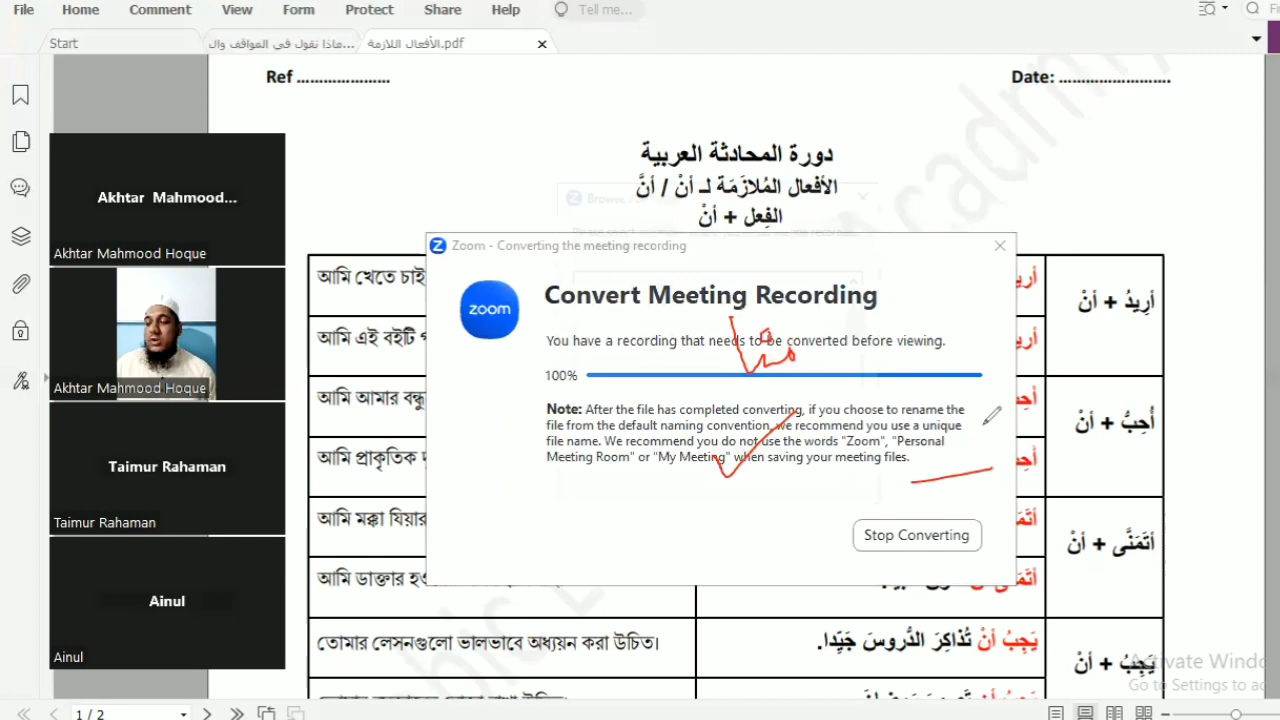 File Home Comment View Form Protect Share Help Tell me...
Start
ماذا نقول في المواقف وال...
الأفعال اللازمة.pdf
Ref
Date:
دورة المحادثة العربية
الأفعال المُلازَمَة لـ أنْ / أنَّ
الفِعل + أنْ
Akhtar Mahmood...
Akhtar Mahmood Hoque
Akhtar Mahmood Hoque
Taimur Rahaman
Taimur Rahaman
Ainul
Ainul
Zoom - Converting the meeting recording
zoom
Convert Meeting Recording
You have a recording that needs to be converted before viewing.
100%
Note: After the file has completed converting, if you choose to rename the
file from the default naming convention, we recommend you use a unique
file name. We recommend you do not use the words "Zoom", "Personal
Meeting Room" or "My Meeting" when saving your meeting files.
Stop Converting
আমি খেতে চাই
أريدُ + أنْ
আমি এই বইটি
আমি আমার
أُحِبُّ + أنْ
আমি প্রাকৃতিক
আমি মক্কা
أتَمَنَّى + أنْ
আমি ডাক্তার
তোমার লেসনগুলো ভালভাবে অধ্যয়ন করা উচিত।
يَجِبُ أنْ تُذاكِرَ الدُّروسَ جَيِّدا.
يَجِبُ + أنْ
Activate Windo
Go to Settings to ac
1 / 2